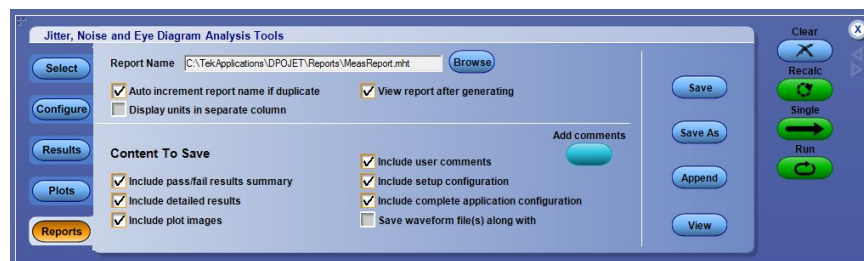 Jitter, Noise and Eye Diagram Analysis Tools
Clear
X
Select
Report Name C:\TekApplications\DPOJET\Reports\MeasReport.mht Browse
Recalc
Auto increment report name if duplicate
View report after generating
Save
Configure
Display units in separate column
Single
Add comments
Save As
Results
Content To Save
Include user comments
Run
Include pass/fail results summary
Include setup configuration
Append
Plots
Include detailed results
Include complete application configuration
Include plot images
Save waveform file(s) along with
View
Reports